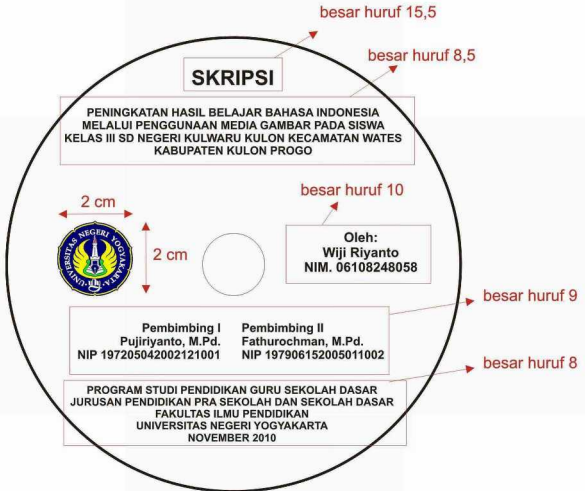 besar huruf 15,5
besar huruf 8,5
SKRIPSI
PENINGKATAN HASIL BELAJAR BAHASA INDONESIA
MELALUI PENGGUNAAN MEDIA GAMBAR PADA SISWA
KELAS III SD NEGERI KULWARU KULON KECAMATAN WATES
KABUPATEN KULON PROGO
besar huruf 10
2 cm
2 cm
UNIVERSITAS NEGERI YOGYAKARTA
Oleh:
Wiji Riyanto
NIM. 06108248058
besar huruf 9
Pembimbing I Pembimbing II
Pujiriyanto, M.Pd. Fathurochman, M.Pd.
NIP 197205042002121001 NIP 197906152005011002
besar huruf 8
PROGRAM STUDI PENDIDIKAN GURU SEKOLAH DASAR
JURUSAN PENDIDIKAN PRA SEKOLAH DAN SEKOLAH DASAR
FAKULTAS ILMU PENDIDIKAN
UNIVERSITAS NEGERI YOGYAKARTA
NOVEMBER 2010